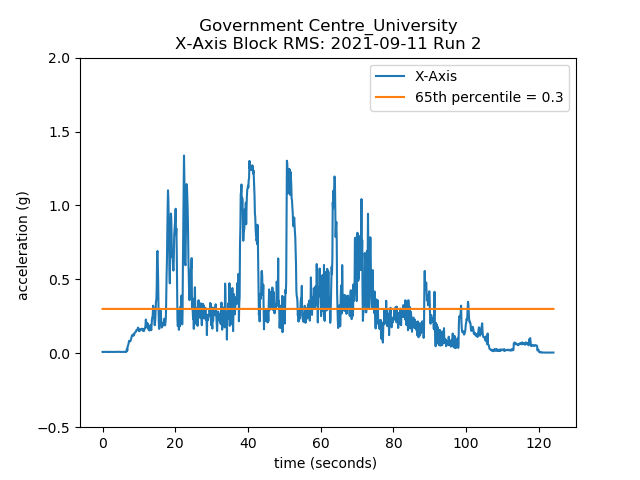 Government Centre_University
X-Axis Block RMS: 2021-09-11 Run 2
X-Axis
65th percentile = 0.3
acceleration (g)
2.0
1.5
1.0
0.5
0.0
−0.5
0 20 40 60 80 100 120
time (seconds)